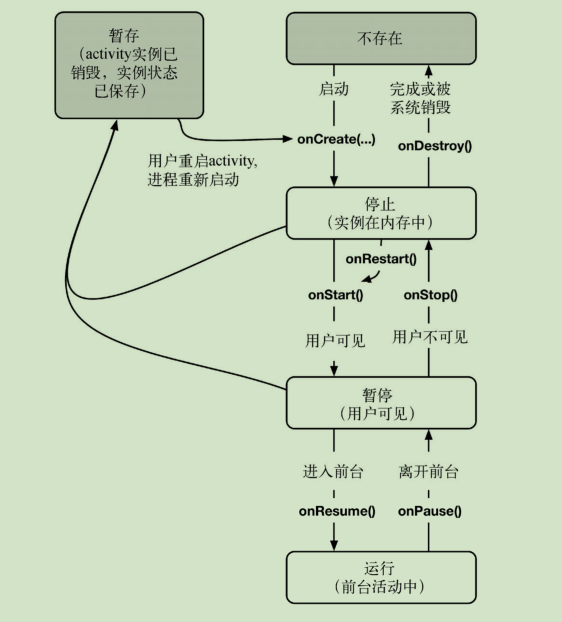 暂存
（activity实例已
销毁，实例状态
已保存）
不存在
启动
完成或被
系统销毁
onCreate(...)
onDestroy()
用户重启activity,
进程重新启动
停止
（实例在内存中）
onRestart()
onStart()
onStop()
用户可见
用户不可见
暂停
（用户可见）
进入前台
离开前台
onResume()
onPause()
运行
（前台活动中）